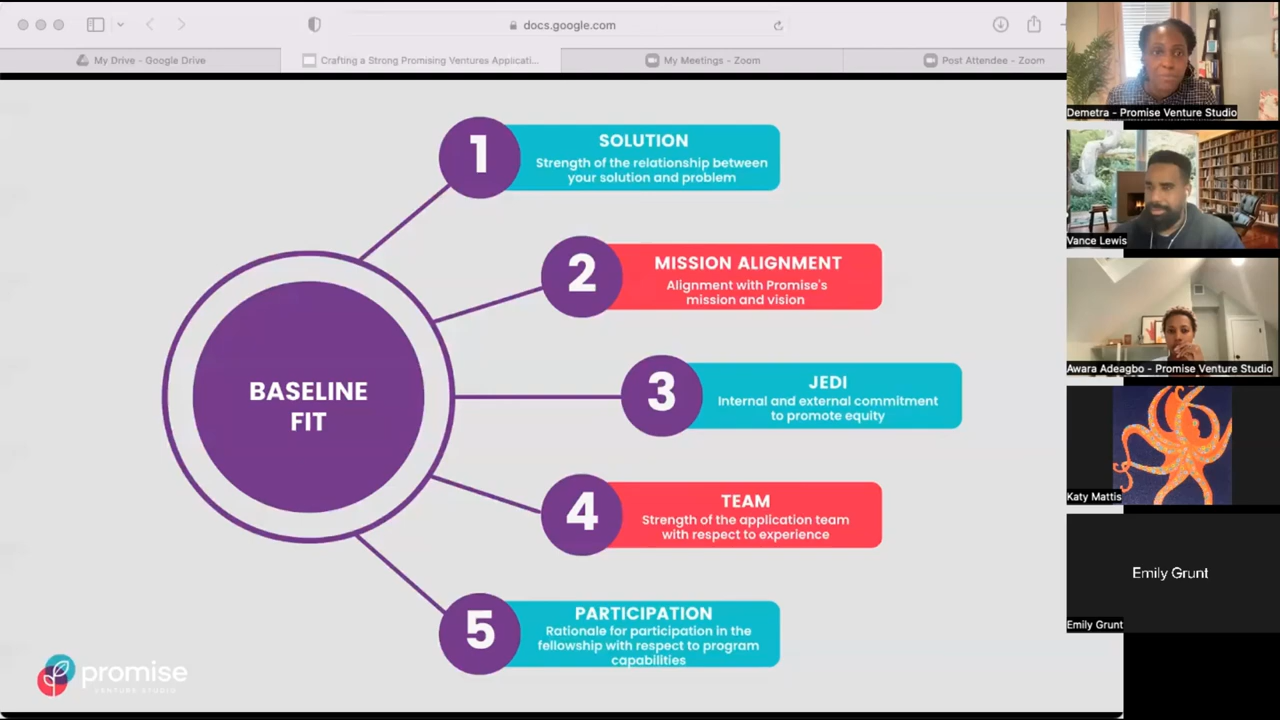 docs.google.com
My Drive - Google Drive
Crafting a Strong Promising Ventures Applicati...
My Meetings - Zoom
Post Attendee - Zoom
1
SOLUTION
Strength of the relationship between
your solution and problem
2
MISSION ALIGNMENT
Alignment with Promise's
mission and vision
BASELINE
FIT
3
JEDI
Internal and external commitment
to promote equity
4
TEAM
Strength of the application team
with respect to experience
5
PARTICIPATION
Rationale for participation in the
fellowship with respect to program
capabilities
promise
VENTURE STUDIO
Demetra - Promise Venture Studio
Vance Lewis
Awara Adeagbo - Promise Venture Studio
Katy Mattis
Emily Grunt
Emily Grunt